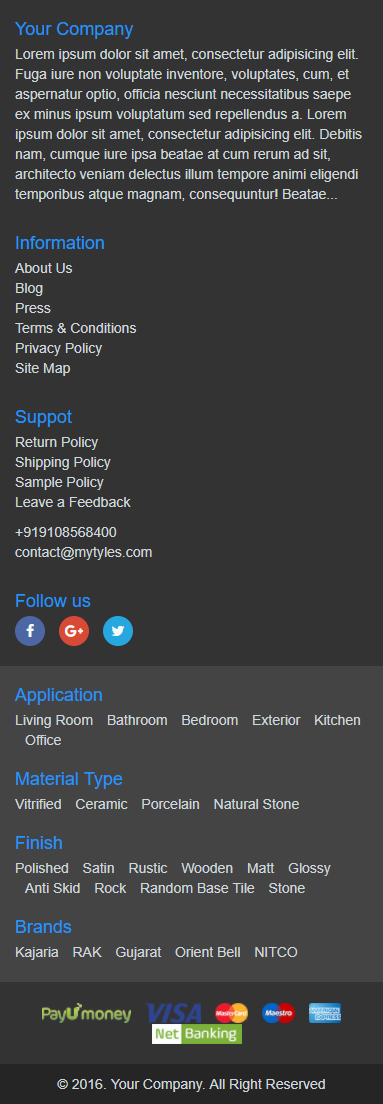 Your Company
Lorem ipsum dolor sit amet, consectetur adipisicing elit.
Fuga iure non voluptate inventore, voluptates, cum, et
aspernatur optio, officia nesciunt necessitatibus saepe
ex minus ipsum voluptatum sed repellendus a. Lorem
ipsum dolor sit amet, consectetur adipisicing elit. Debitis
nam, cumque iure ipsa beatae at cum rerum ad sit,
architecto veniam delectus illum tempore animi eligendi
temporibus atque magnam, consequuntur! Beatae...
Information
About Us
Blog
Press
Terms & Conditions
Privacy Policy
Site Map
Suppot
Return Policy
Shipping Policy
Sample Policy
Leave a Feedback
+919108568400
contact@mytyles.com
Follow us
f G+
Application
Living Room Bathroom Bedroom Exterior Kitchen
Office
Material Type
Vitrified Ceramic Porcelain Natural Stone
Finish
Polished Satin Rustic Wooden Matt Glossy
Anti Skid Rock Random Base Tile Stone
Brands
Kajaria RAK Gujarat Orient Bell NITCO
PayUmoney VISA MasterCard Maestro AMERICAN EXPRESS
Net Banking
© 2016. Your Company. All Right Reserved